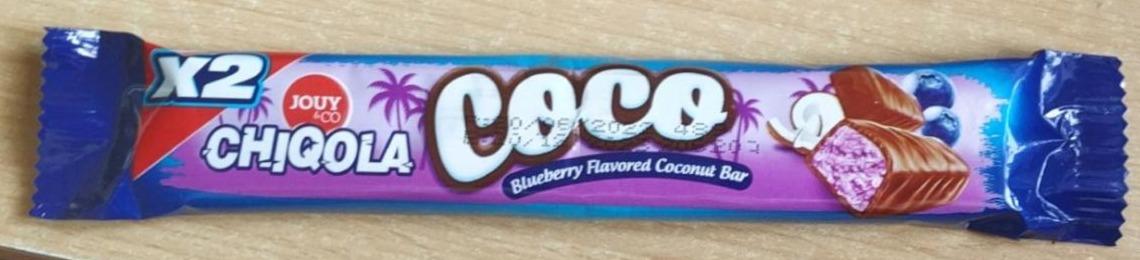 X2
JOUY
&CO
CHIQOLA
COCO
Blueberry Flavored Coconut Bar